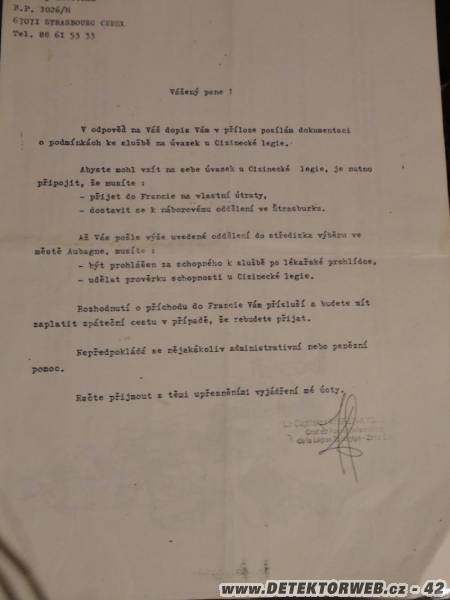 B.P. 1026/R
67071 STRASBOURG CEDEX
Tel. 88 61 53 33
Vážený pane !
V odpověd na Váš dopis Vám v příloze posílám dokumentaci
o podmínkách ke službě na úvazek u Cizinecké legie.
Abyste mohl vzít na sebe úvazek u Cizinecké legie, je nutno
připojit, že musíte :
- přijet do Francie na vlastní útraty,
- dostavit se k náborovému oddělení ve Štrasburku.
Až Vás pošle výše uvedené oddělení do střediska výběru ve
městě Aubagne, musíte :
- být prohlášen za schopného k službě po lékařské prohlídce,
- udělat prověrku schopnosti u Cizinecké legie.
Rozhodnutí o příchodu do Francie Vám přísluší a budete mít
zaplatit zpáteční cestu v případě, že nebudete přijat.
Nepředpokládá se nějakákoliv administrativní nebo peněžní
pomoc.
Račte přijmout s těmi upřesněními vyjádření mé úcty.
www.DETEKTORWEB.cz - 42